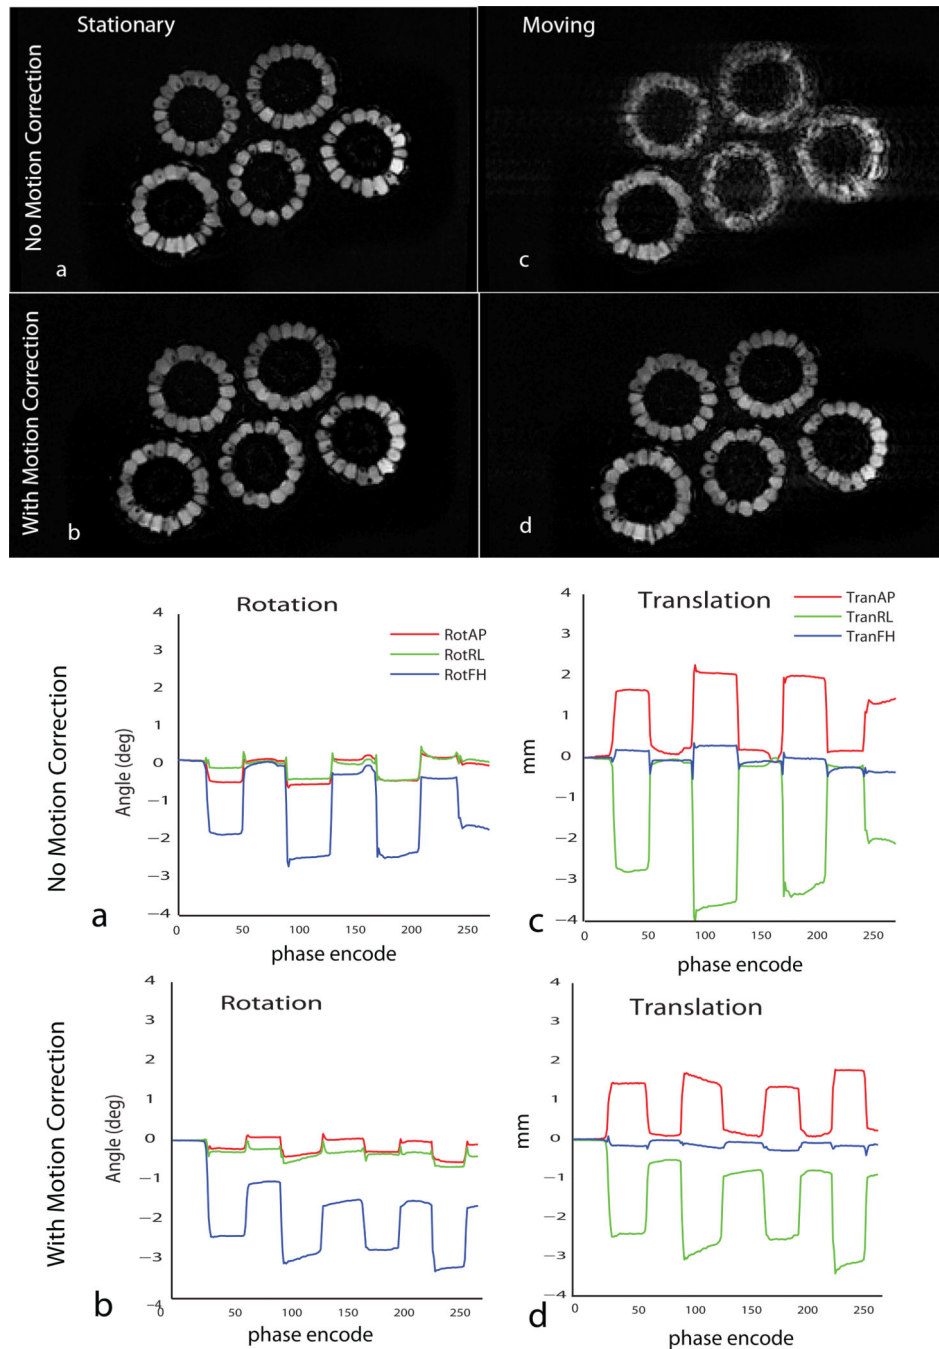 Stationary
Moving
No Motion Correction
a
c
With Motion Correction
b
d
Rotation
Translation
No Motion Correction
4
3
2
1
0
−1
−2
−3
−4
Angle (deg)
RotAP
RotRL
RotFH
0 50 100 150 200 250
phase encode
a
4
3
2
1
0
−1
−2
−3
−4
mm
TranAP
TranRL
TranFH
0 50 100 150 200 250
phase encode
c
With Motion Correction
Rotation
4
3
2
1
0
−1
−2
−3
−4
Angle (deg)
0 50 100 150 200 250
phase encode
b
Translation
4
3
2
1
0
−1
−2
−3
−4
mm
0 50 100 150 200 250
phase encode
d